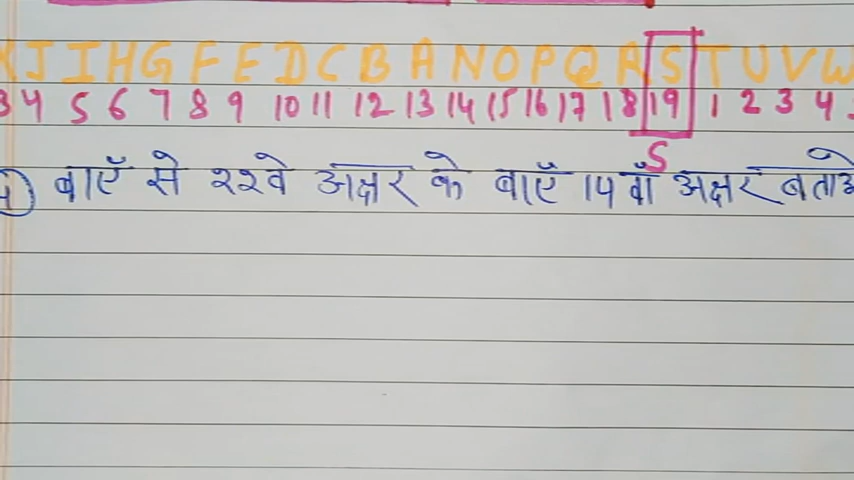 J I H G F E D C B A N O P Q R S T U V W
3 4 5 6 7 8 9 10 11 12 13 14 15 16 17 18 19 1 2 3 4
S
बाएँ से २२वे अक्षर के बाएँ 14 वाँ अक्षर बताओ